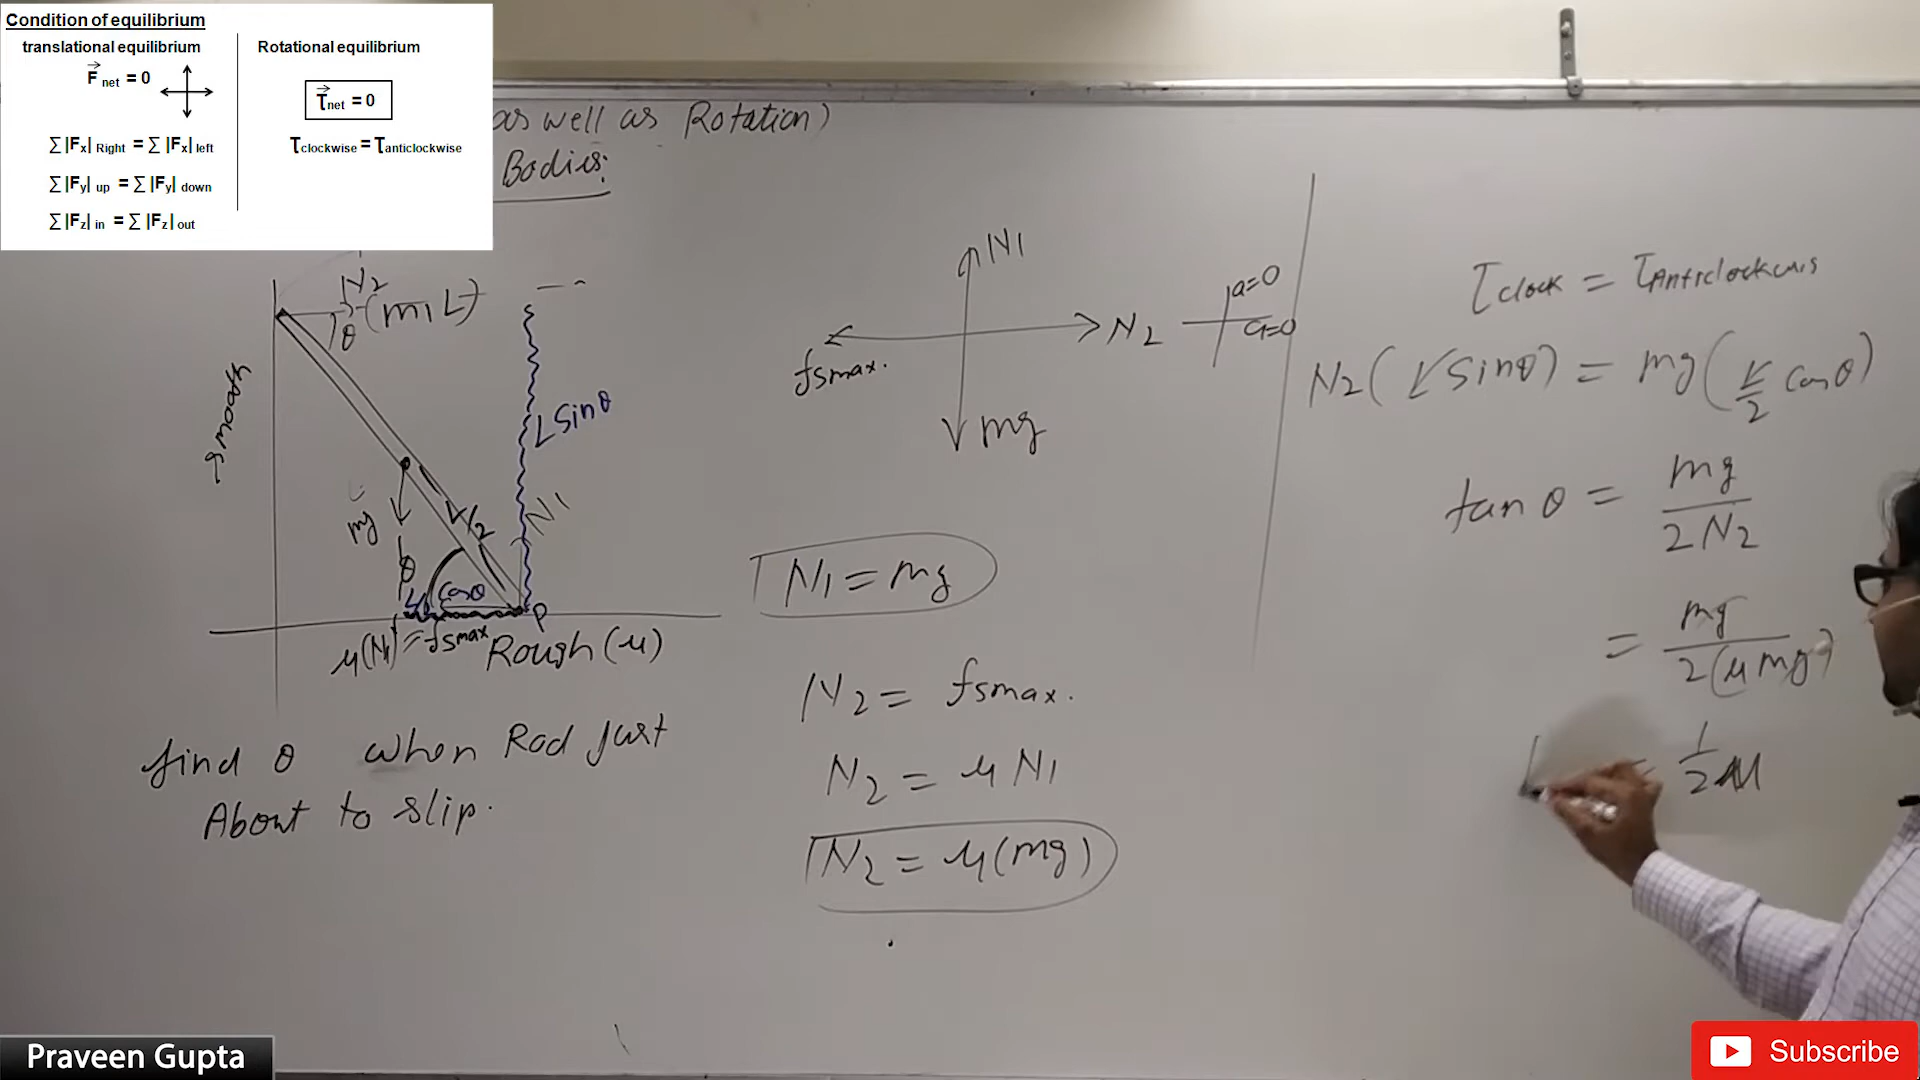 Condition of equilibrium
translational equilibrium
F net = 0
∑|Fx| Right = ∑|Fx| left
∑|Fy| up = ∑|Fy| down
∑|Fz| in = ∑|Fz| out
Rotational equilibrium
τnet = 0
τclockwise = τanticlockwise
as well as Rotation)
Bodies:
N2
(m, L)
θ
smooth
L Sinθ
mg
L/2
N1
θ
Cosθ
P
μ(N1) = fsmax
Rough (μ)
find θ when Rod just
About to slip.
N1
fsmax.
N2
a=0
a=0
mg
N1 = mg
N2 = fsmax.
N2 = μ N1
N2 = μ(mg)
τclock = τAnticlockwis
N2 (L Sinθ) = mg (L/2 Cosθ)
tan θ = mg/2N2
= mg/2(μ mg)
= 1/2μ
Praveen Gupta
Subscribe